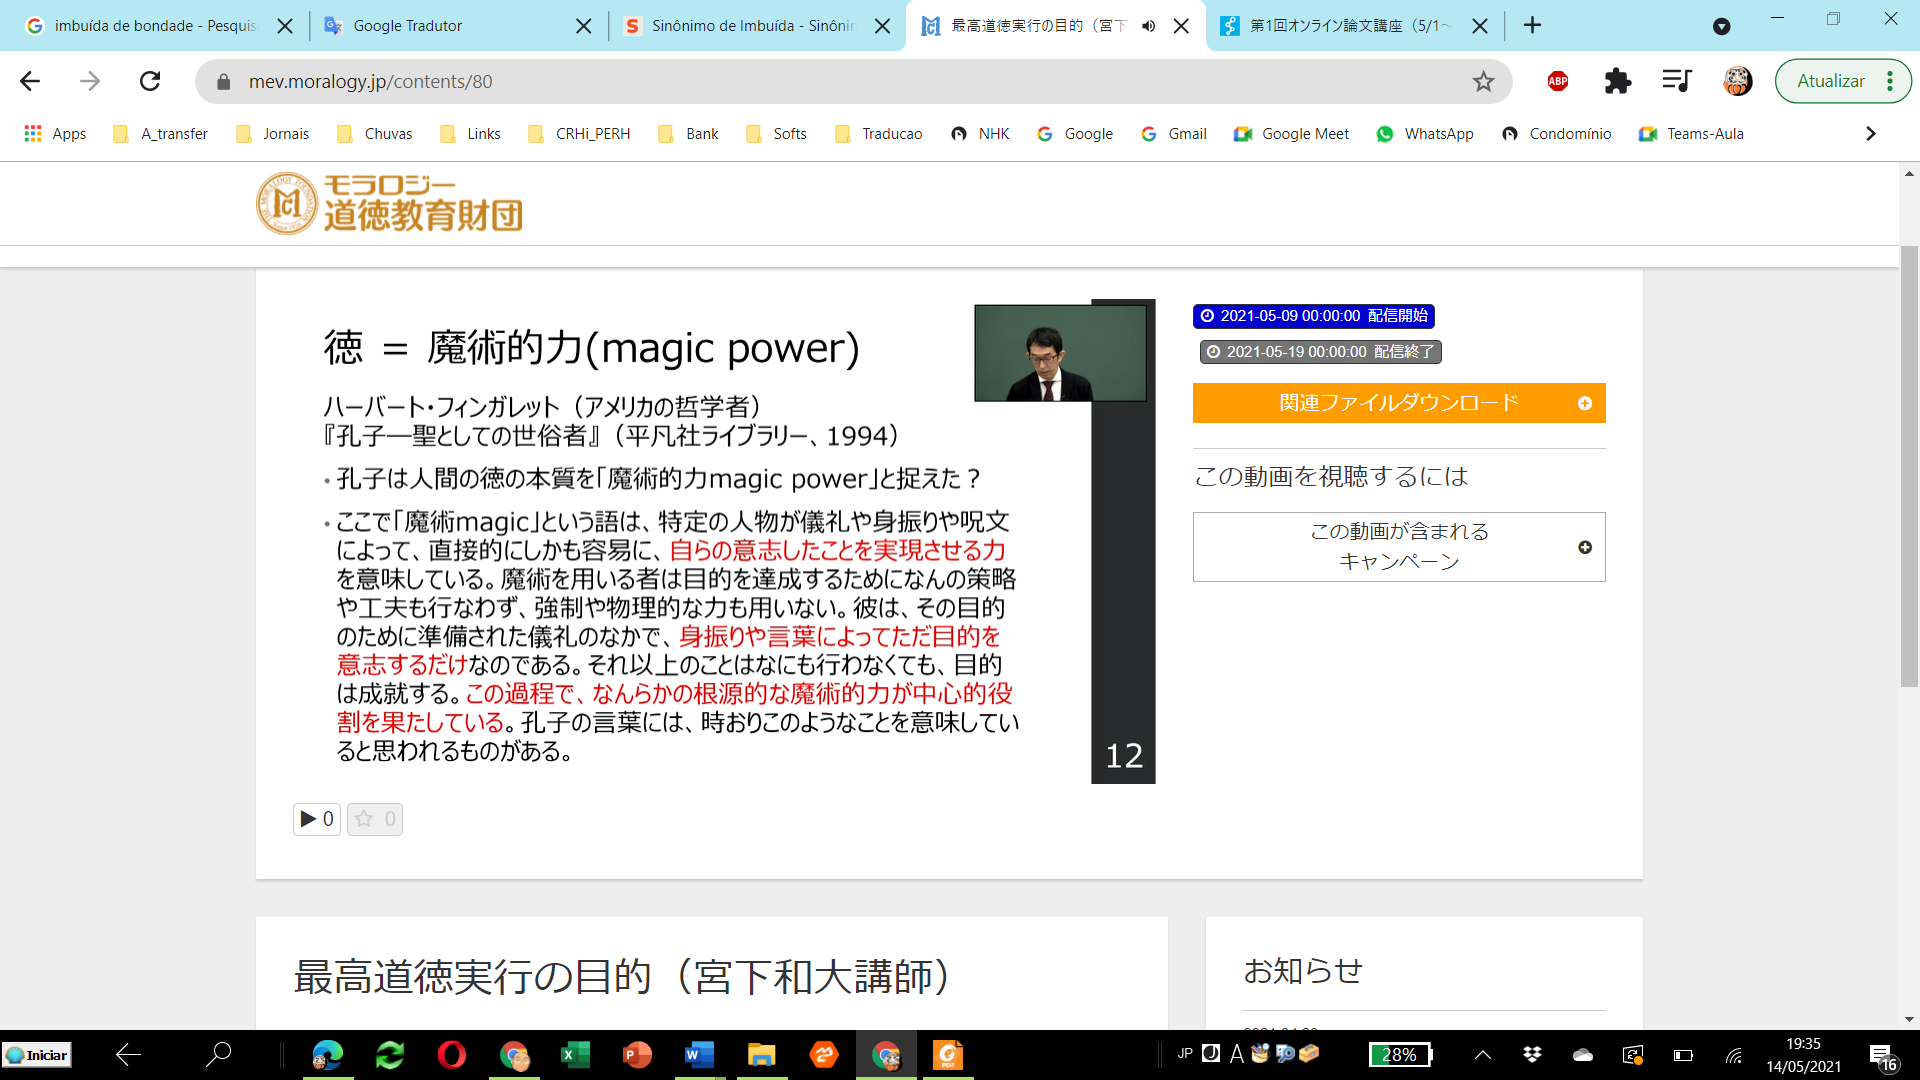 imbuída de bondade - Pesquis
Google Tradutor
Sinônimo de Imbuída - Sinônin
最高道徳実行の目的（宮下
第1回オンライン論文講座（5/1～
mev.moralogy.jp/contents/80
ABP
Atualizar
Apps
A_transfer
Jornais
Chuvas
Links
CRHi_PERH
Bank
Softs
Traducao
NHK
Google
Gmail
Google Meet
WhatsApp
Condomínio
Teams-Aula
モラロジー
道徳教育財団
徳 ＝ 魔術的力(magic power)
ハーバート・フィンガレット（アメリカの哲学者）
『孔子―聖としての世俗者』（平凡社ライブラリー、1994）
・孔子は人間の徳の本質を「魔術的力magic power」と捉えた？
・ここで「魔術magic」という語は、特定の人物が儀礼や身振りや呪文
によって、直接的にしかも容易に、自らの意志したことを実現させる力
を意味している。魔術を用いる者は目的を達成するためになんの策略
や工夫も行なわず、強制や物理的な力も用いない。彼は、その目的
のために準備された儀礼のなかで、身振りや言葉によってただ目的を
意志するだけなのである。それ以上のことはなにも行わなくても、目的
は成就する。この過程で、なんらかの根源的な魔術的力が中心的役
割を果たしている。孔子の言葉には、時おりこのようなことを意味してい
ると思われるものがある。
12
2021-05-09 00:00:00 配信開始
2021-05-19 00:00:00 配信終了
関連ファイルダウンロード
この動画を視聴するには
この動画が含まれる
キャンペーン
0
0
最高道徳実行の目的（宮下和大講師）
お知らせ
Iniciar
JP
A
28%
19:35
14/05/2021
16